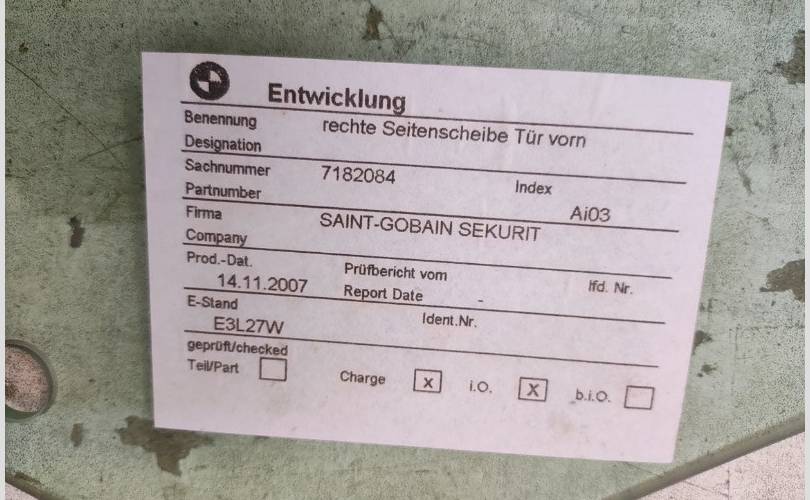 Entwicklung
Benennung
rechte Seitenscheibe Tür vorn
Designation
Sachnummer
7182084
Index
Partnumber
Ai03
Firma
SAINT-GOBAIN SEKURIT
Company
Prod.-Dat.
Prüfbericht vom
lfd. Nr.
14.11.2007
Report Date -
E-Stand
Ident.Nr.
E3L27W
geprüft/checked
Teil/Part
Charge X i.O. X b.i.O.